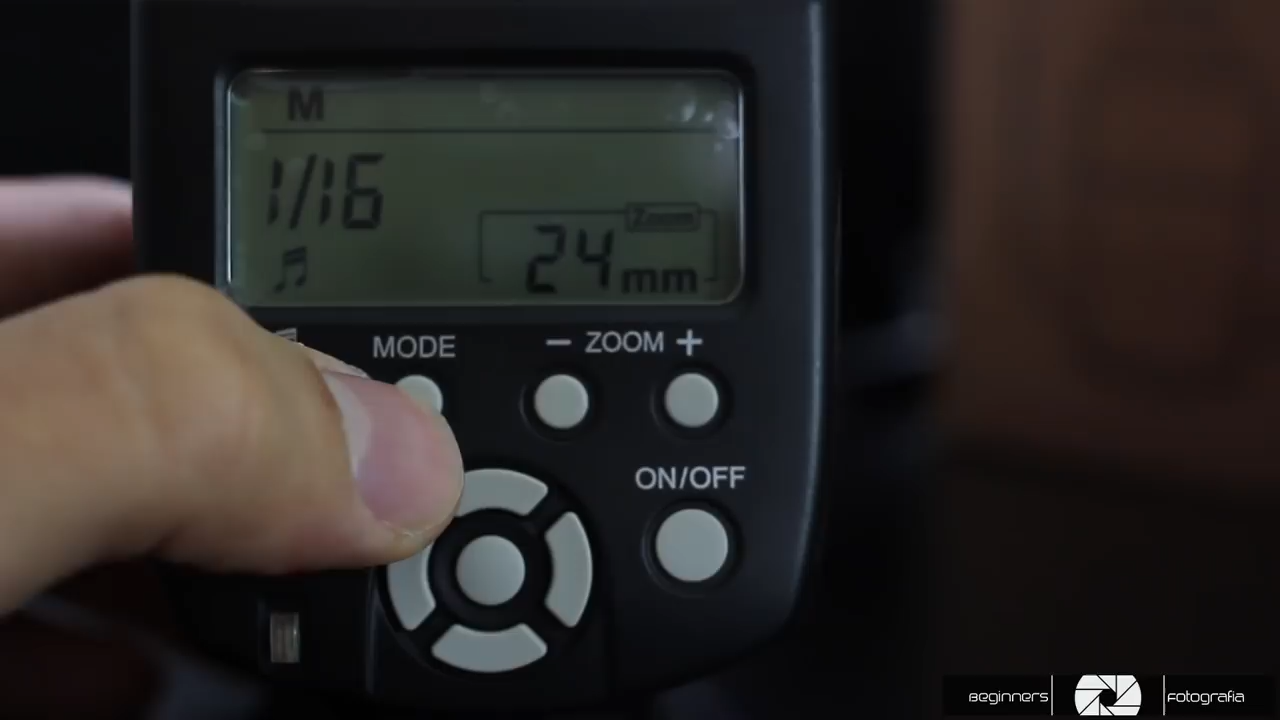 M
1/16
Zoom
24mm
MODE
− ZOOM +
ON/OFF
Beginners fotografia